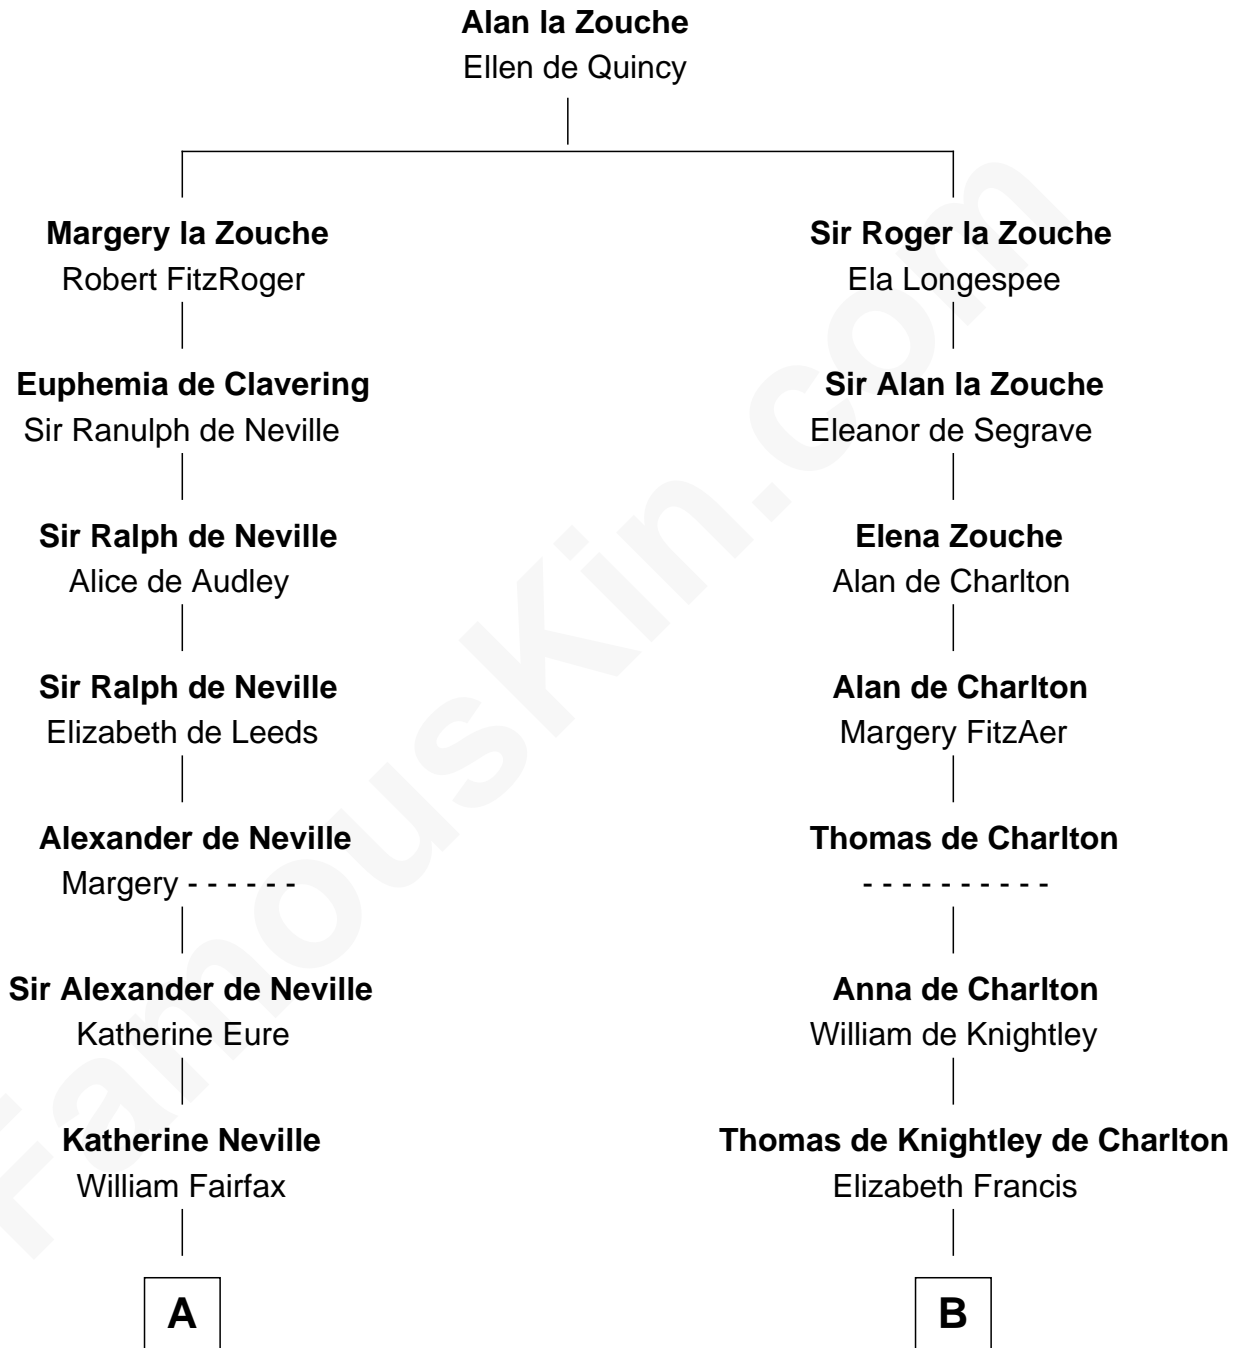 Alan la Zouche
Ellen de Quincy
Margery la Zouche
Robert FitzRoger
Sir Roger la Zouche
Ela Longespee
Euphemia de Clavering
Sir Ranulph de Neville
Sir Alan la Zouche
Eleanor de Segrave
Sir Ralph de Neville
Alice de Audley
Elena Zouche
Alan de Charlton
Sir Ralph de Neville
Elizabeth de Leeds
Alan de Charlton
Margery FitzAer
Alexander de Neville
Margery - - - - - -
Thomas de Charlton
- - - - - - - - - -
Sir Alexander de Neville
Katherine Eure
Anna de Charlton
William de Knightley
Katherine Neville
William Fairfax
Thomas de Knightley de Charlton
Elizabeth Francis
A
B
FamousKin.com